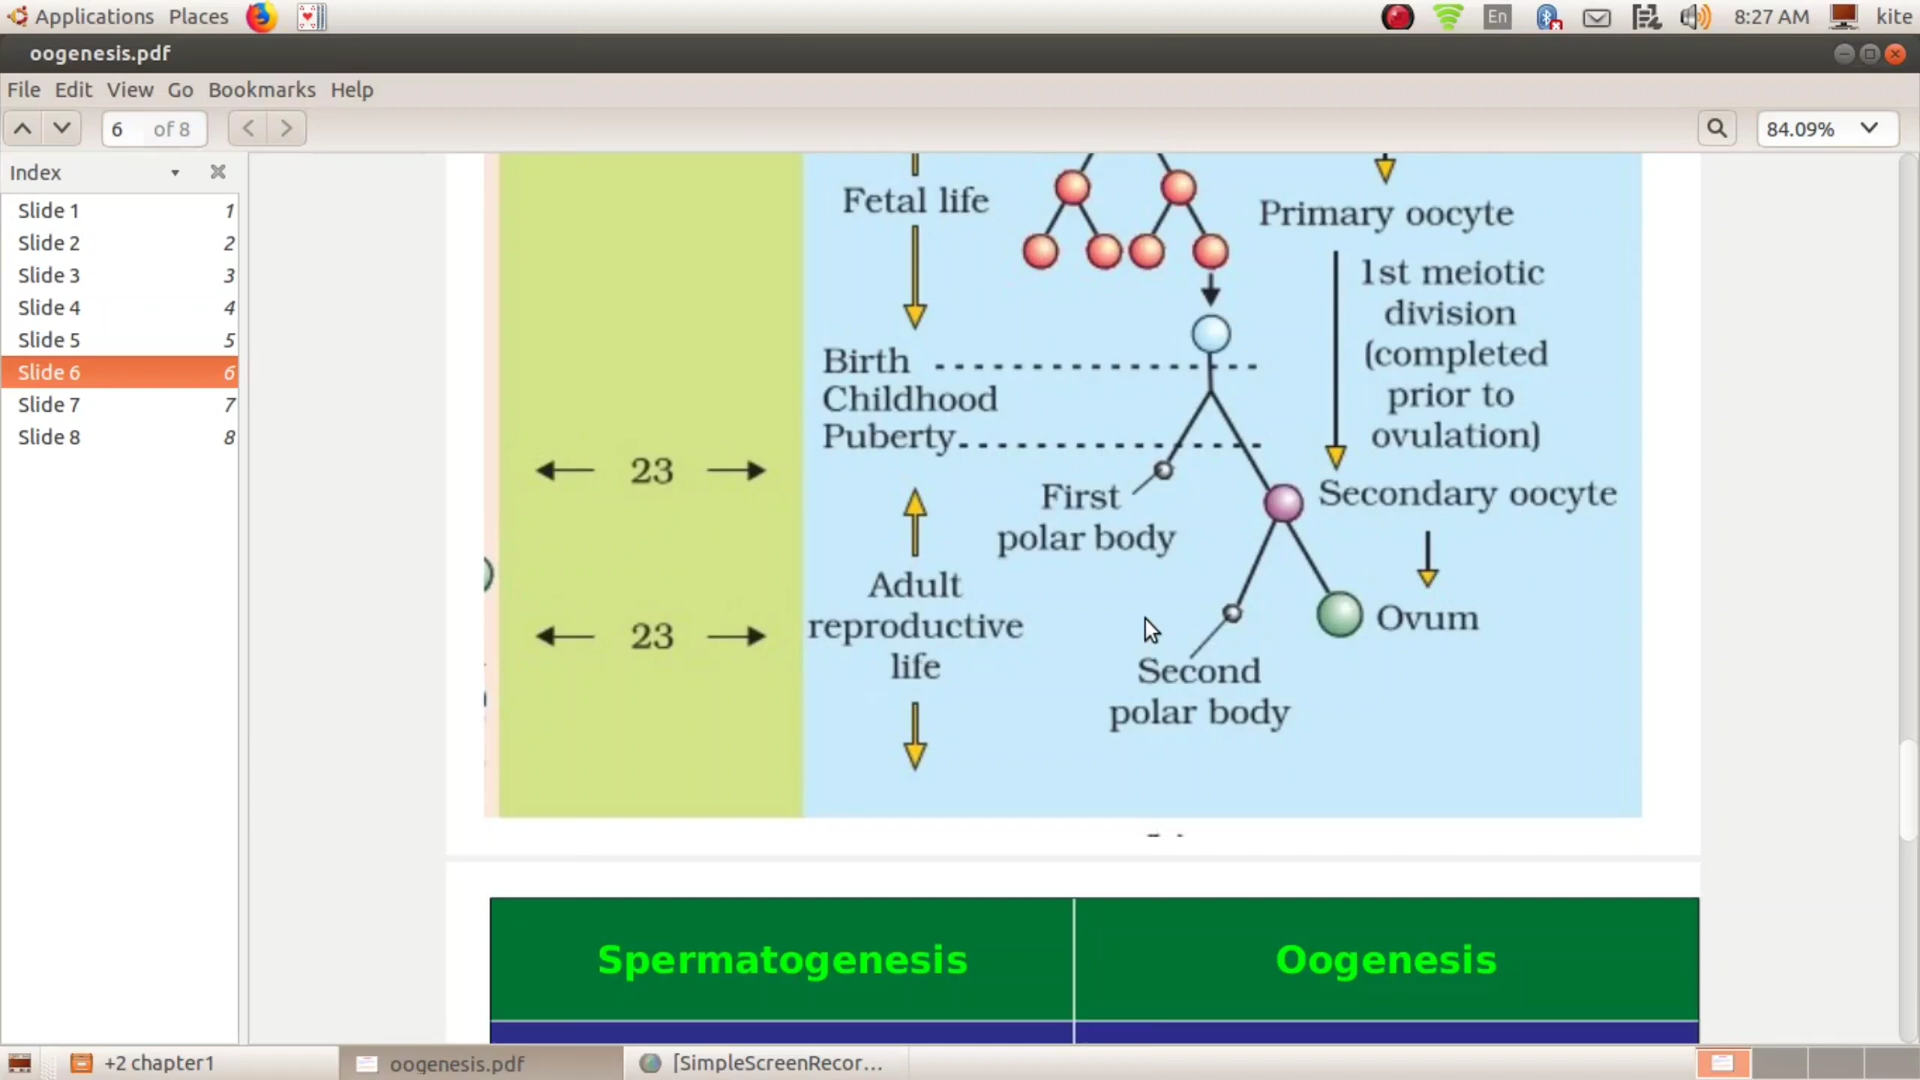 Applications Places En 8:27 AM kite
oogenesis.pdf
File Edit View Go Bookmarks Help
6 of 8 84.09%
Index
Slide 1 1
Slide 2 2
Slide 3 3
Slide 4 4
Slide 5 5
Slide 6 6
Slide 7 7
Slide 8 8
Fetal life
Birth
Childhood
Puberty
23
23
Adult
reproductive
life
First
polar body
Second
polar body
Primary oocyte
1st meiotic
division
(completed
prior to
ovulation)
Secondary oocyte
Ovum
Spermatogenesis Oogenesis
+2 chapter1 oogenesis.pdf [SimpleScreenRecor...